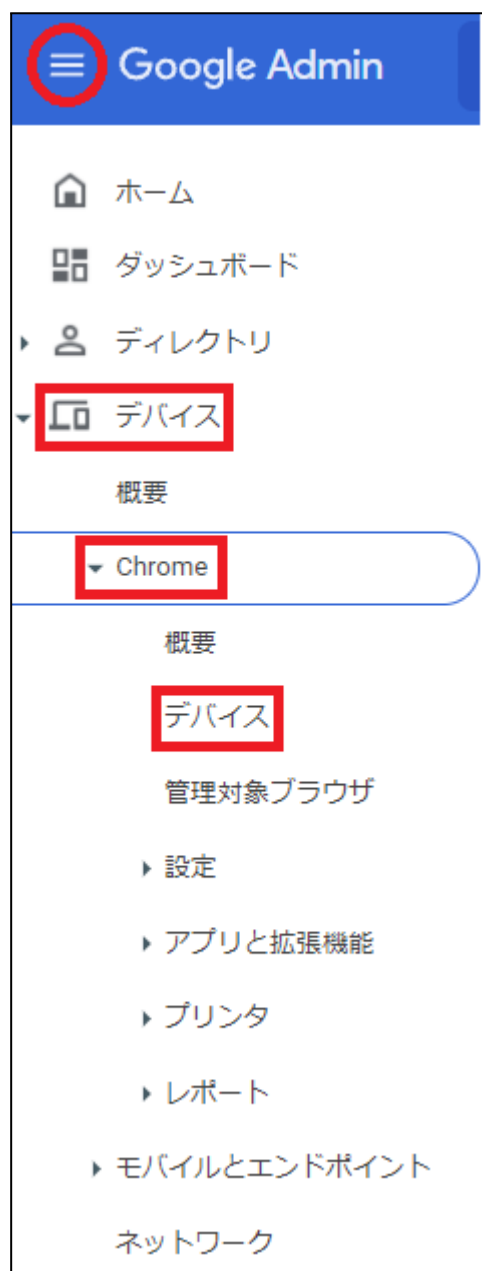 Google Admin
ホーム
ダッシュボード
ディレクトリ
デバイス
概要
Chrome
概要
デバイス
管理対象ブラウザ
設定
アプリと拡張機能
プリンタ
レポート
モバイルとエンドポイント
ネットワーク